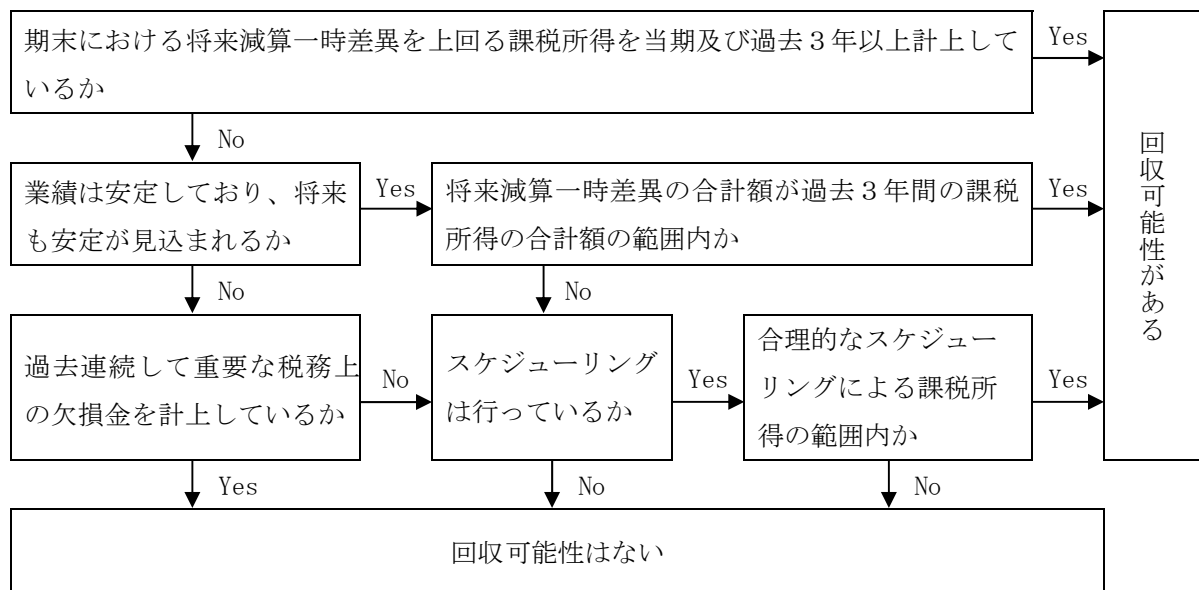 期末における将来減算一時差異を上回る課税所得を当期及び過去３年以上計上して
いるか
Yes
No
業績は安定しており、将来
も安定が見込まれるか
Yes
将来減算一時差異の合計額が過去３年間の課税
所得の合計額の範囲内か
Yes
No
No
過去連続して重要な税務上
の欠損金を計上しているか
No
スケジューリング
は行っているか
Yes
合理的なスケジュー
リングによる課税所
得の範囲内か
Yes
回収可能性がある
Yes
No
No
回収可能性はない